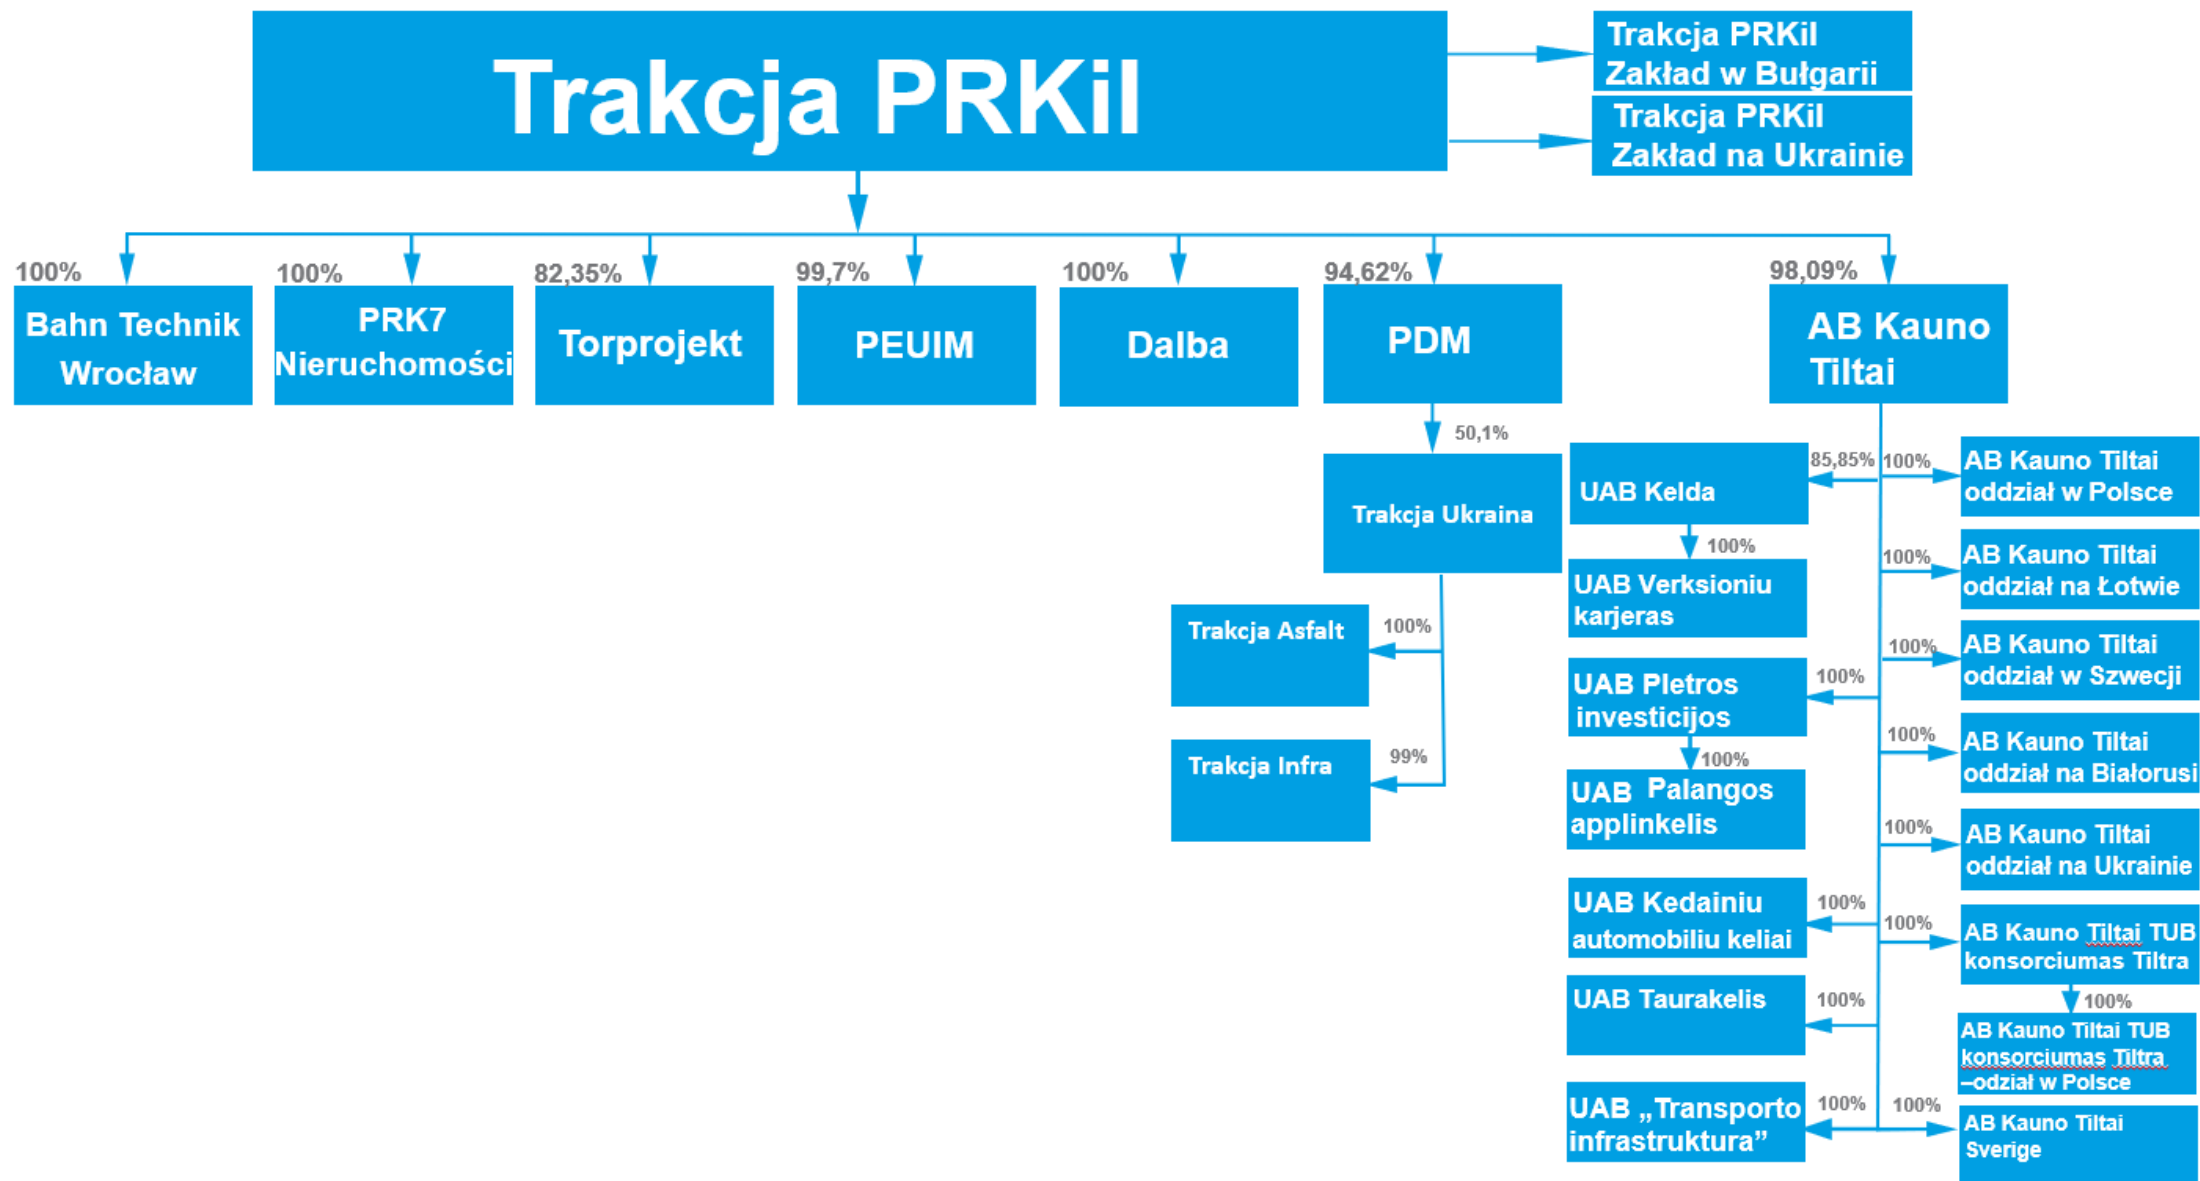 Trakcja PRKiI
Trakcja PRKiI
Zakład w Bułgarii
Trakcja PRKiI
Zakład na Ukrainie
100%
Bahn Technik
Wrocław
100%
PRK7
Nieruchomości
82,35%
Torprojekt
99,7%
PEUIM
100%
Dalba
94,62%
PDM
98,09%
AB Kauno
Tiltai
50,1%
Trakcja Ukraina
100%
Trakcja Asfalt
99%
Trakcja Infra
85,85%
UAB Kelda
100%
UAB Verksioniu
karjeras
100%
UAB Pletros
investicijos
100%
UAB Palangos
applinkelis
100%
UAB Kedainiu
automobiliu keliai
100%
UAB Taurakelis
100%
UAB „Transporto
infrastruktura”
100%
AB Kauno Tiltai
oddział w Polsce
100%
AB Kauno Tiltai
oddział na Łotwie
100%
AB Kauno Tiltai
oddział w Szwecji
100%
AB Kauno Tiltai
oddział na Białorusi
100%
AB Kauno Tiltai
oddział na Ukrainie
100%
AB Kauno Tiltai TUB
konsorciumas Tiltra
100%
AB Kauno Tiltai TUB
konsorciumas Tiltra
–odział w Polsce
100%
AB Kauno Tiltai
Sverige